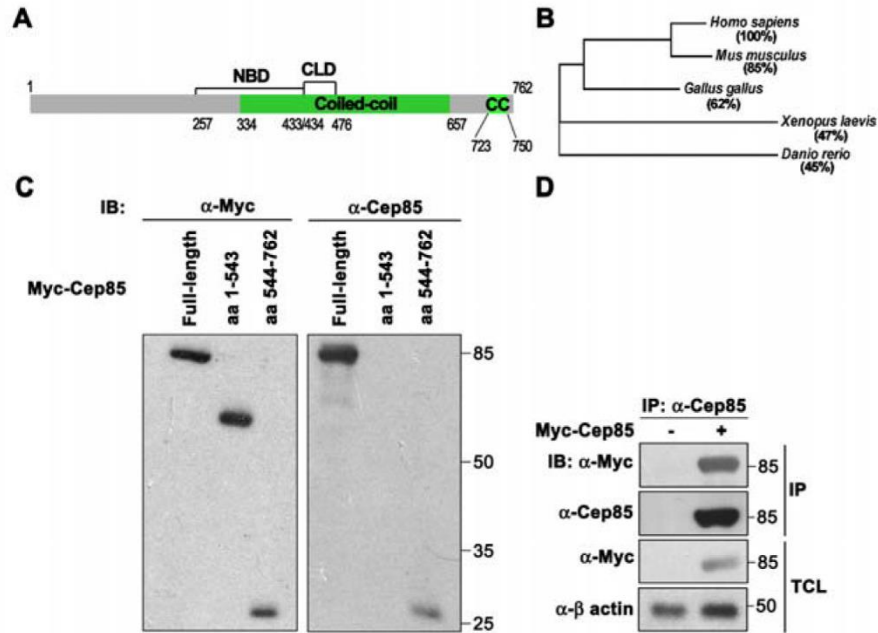 A
NBD
CLD
1
762
Coiled-coil
CC
257
334
433/434
476
657
723
750
B
Homo sapiens
(100%)
Mus musculus
(85%)
Gallus gallus
(62%)
Xenopus laevis
(47%)
Danio rerio
(45%)
C
IB:
α-Myc
α-Cep85
Myc-Cep85
Full-length
aa 1-543
aa 544-762
Full-length
aa 1-543
aa 544-762
85
50
35
25
D
IP: α-Cep85
Myc-Cep85 - +
IB: α-Myc
85
α-Cep85
85
IP
α-Myc
85
α-β actin
50
TCL